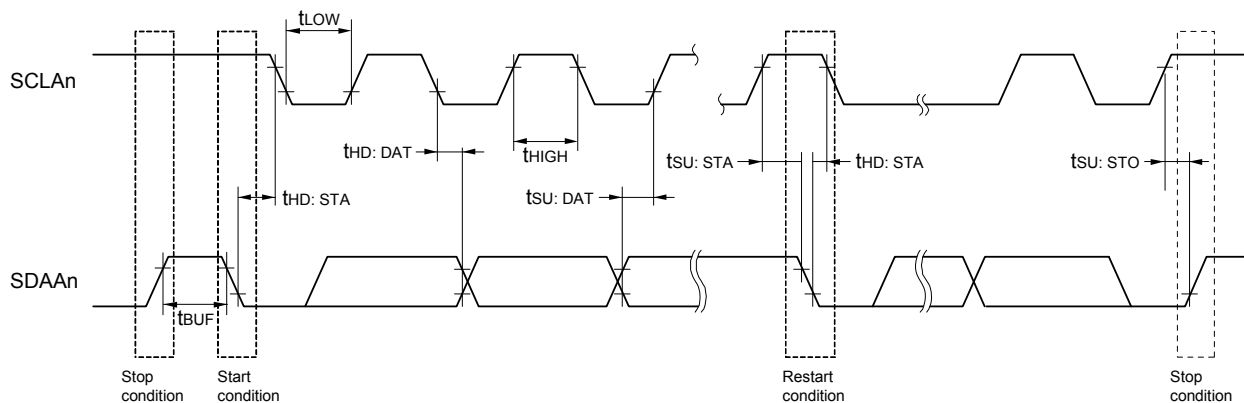 tLOW
SCLAn
tHD: DAT
tHIGH
tSU: STA
tHD: STA
tSU: STO
tHD: STA
tSU: DAT
SDAAn
tBUF
Stop
condition
Start
condition
Restart
condition
Stop
condition